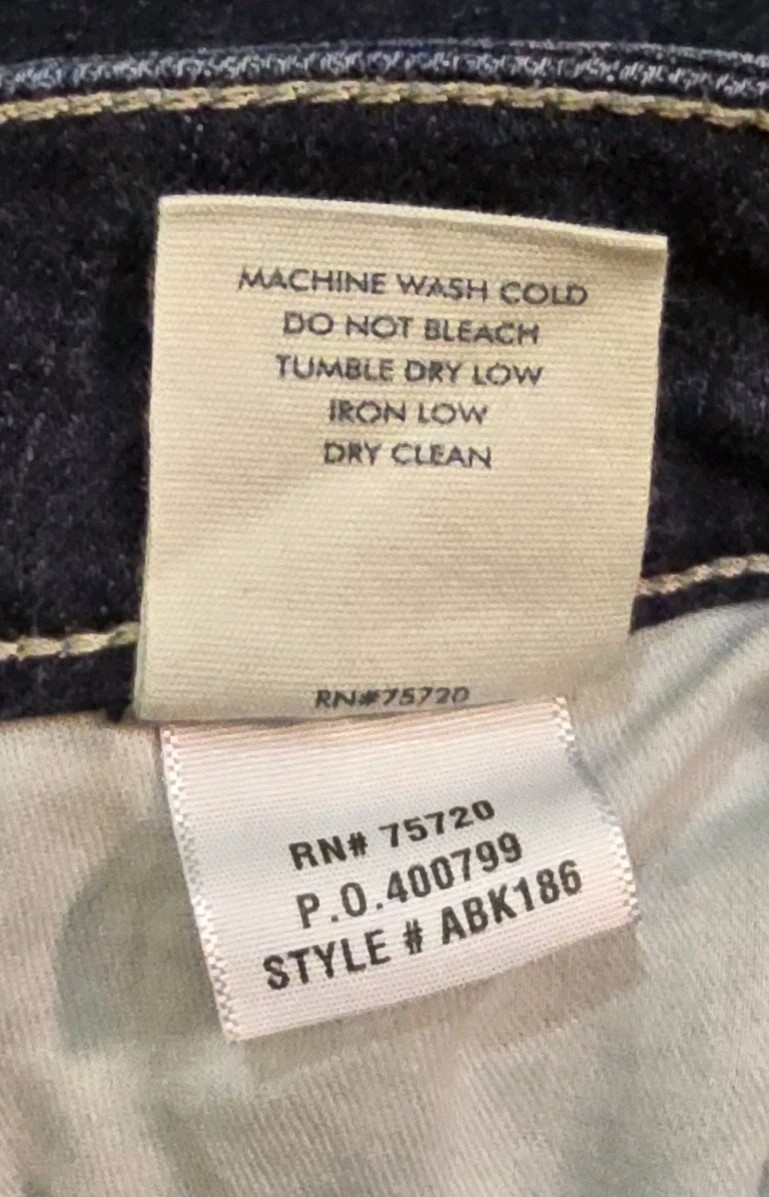 MACHINE WASH COLD
DO NOT BLEACH
TUMBLE DRY LOW
IRON LOW
DRY CLEAN
RN#75720
RN# 75720
P.O.400799
STYLE # ABK186